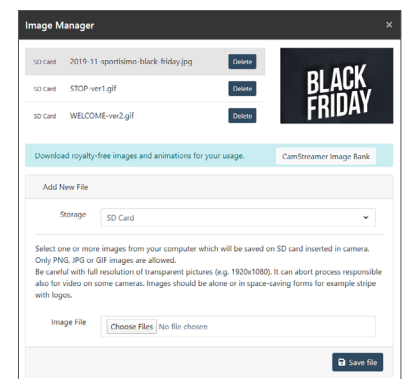 Image Manager ×
SD Card 2019-11-sportisimo-black-friday.jpg Delete
SD Card STOP-ver1.gif Delete
SD Card WELCOME-ver2.gif Delete
BLACK
FRIDAY
Download royalty-free images and animations for your usage. CamStreamer Image Bank
Add New File
Storage SD Card
Select one or more images from your computer which will be saved on SD card inserted in camera.
Only PNG, JPG or GIF images are allowed.
Be careful with full resolution of transparent pictures (e.g. 1920x1080). It can abort process responsible
also for video on some cameras. Images should be alone or in space-saving forms for example stripe
with logos.
Image File Choose Files No file chosen
Save file